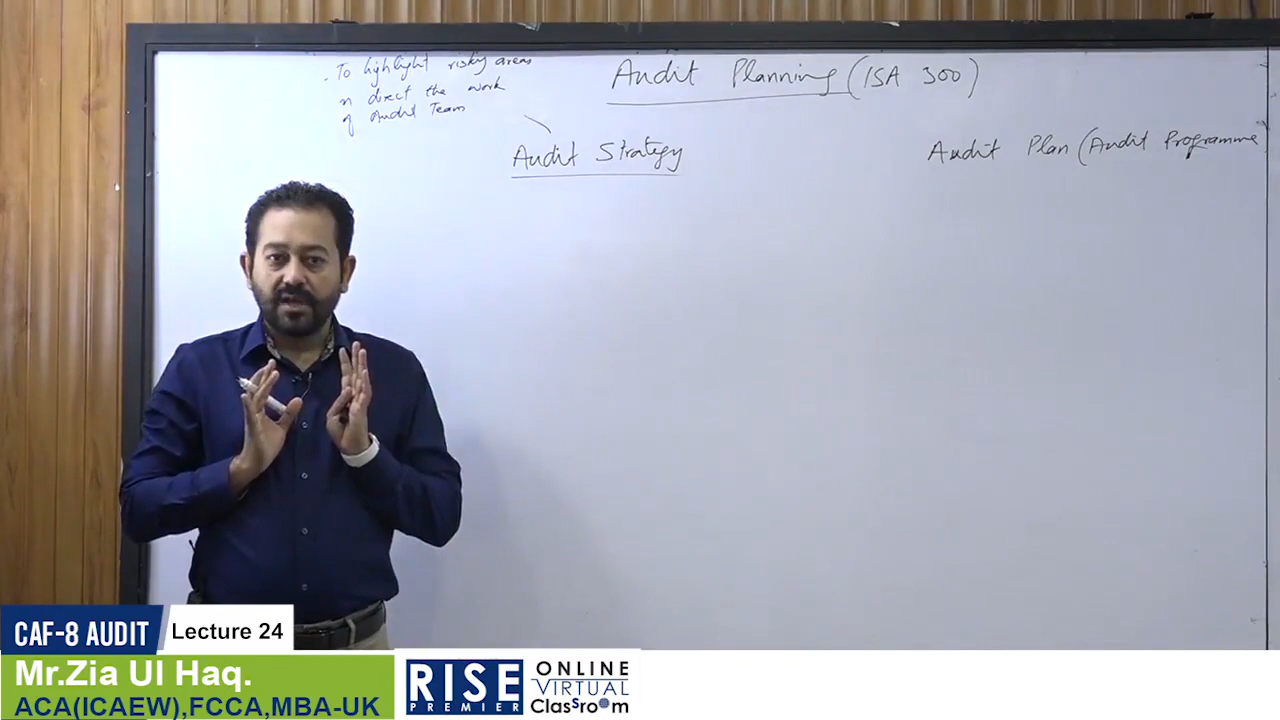 . To highlight risky areas
n direct the work
of Audit Team
Audit Planning (ISA 300)
Audit Strategy
Audit Plan (Audit Programme
CAF-8 AUDIT
Lecture 24
Mr.Zia Ul Haq.
ACA(ICAEW),FCCA,MBA-UK
RISE
PREMIER
ONLINE
VIRTUAL
Classroom